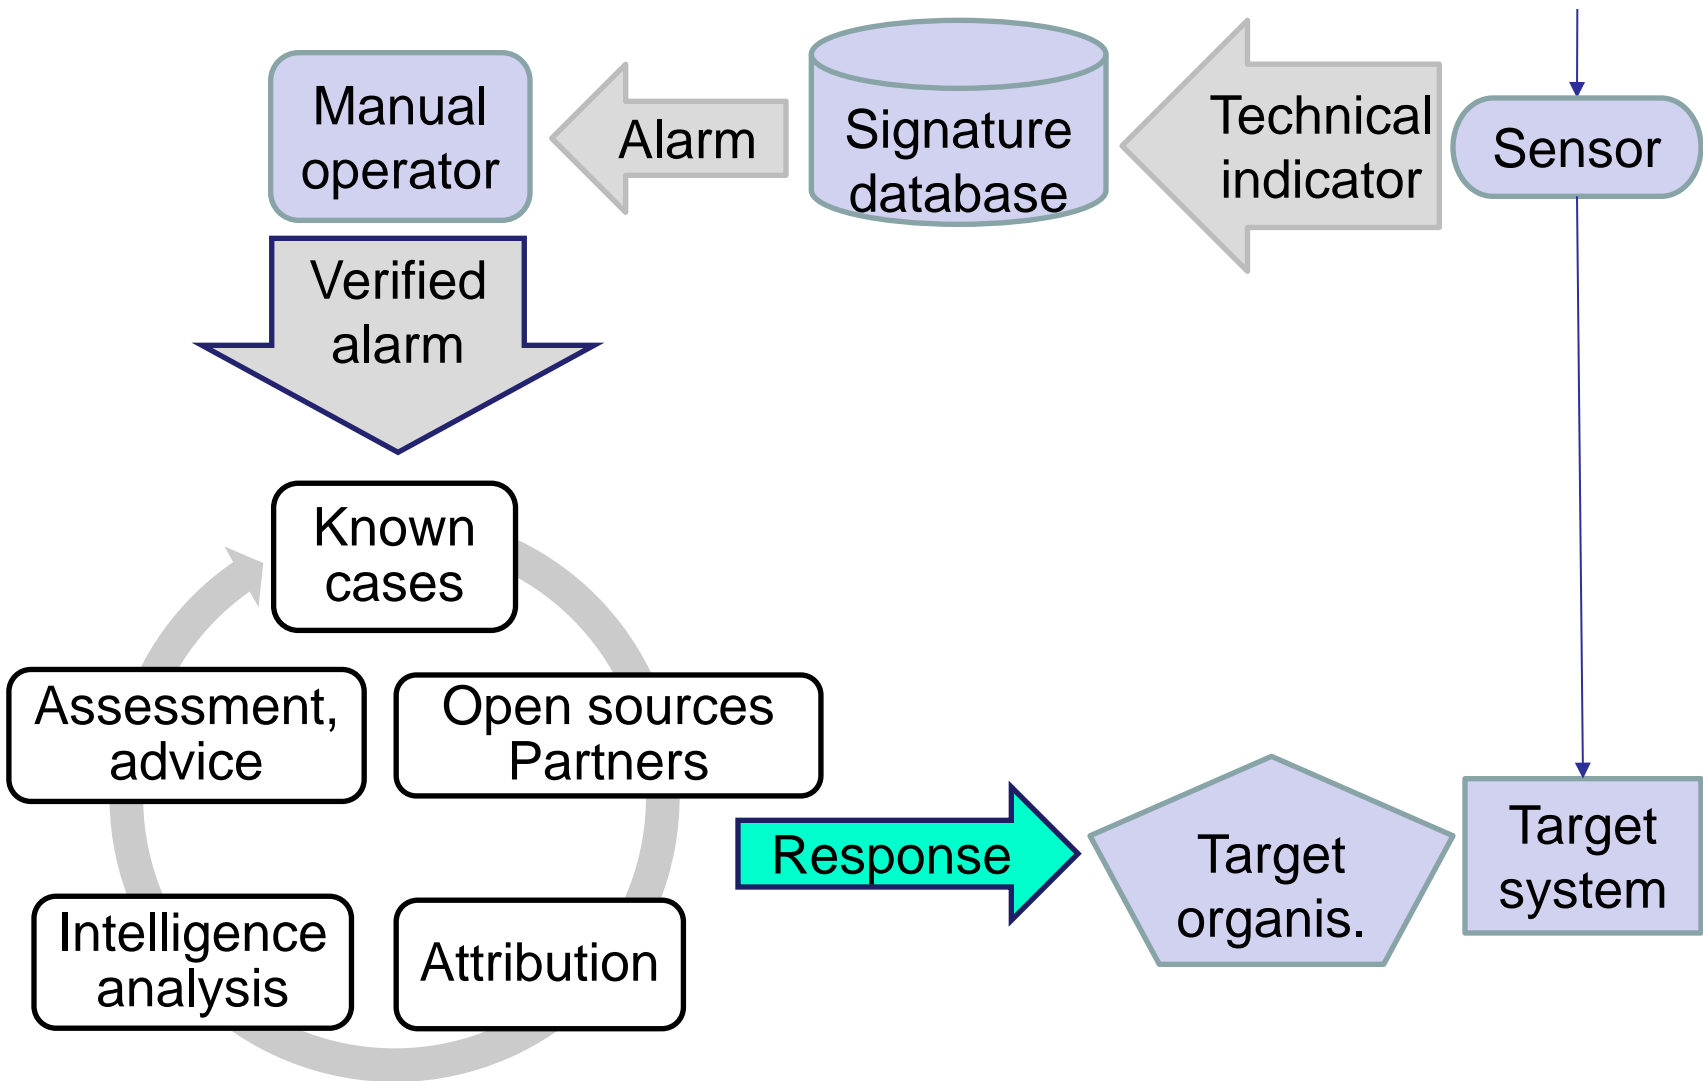 Manual
operator
Alarm
Signature
database
Technical
indicator
Sensor
Verified
alarm
Known
cases
Assessment,
advice
Open sources
Partners
Intelligence
analysis
Attribution
Response
Target
organis.
Target
system